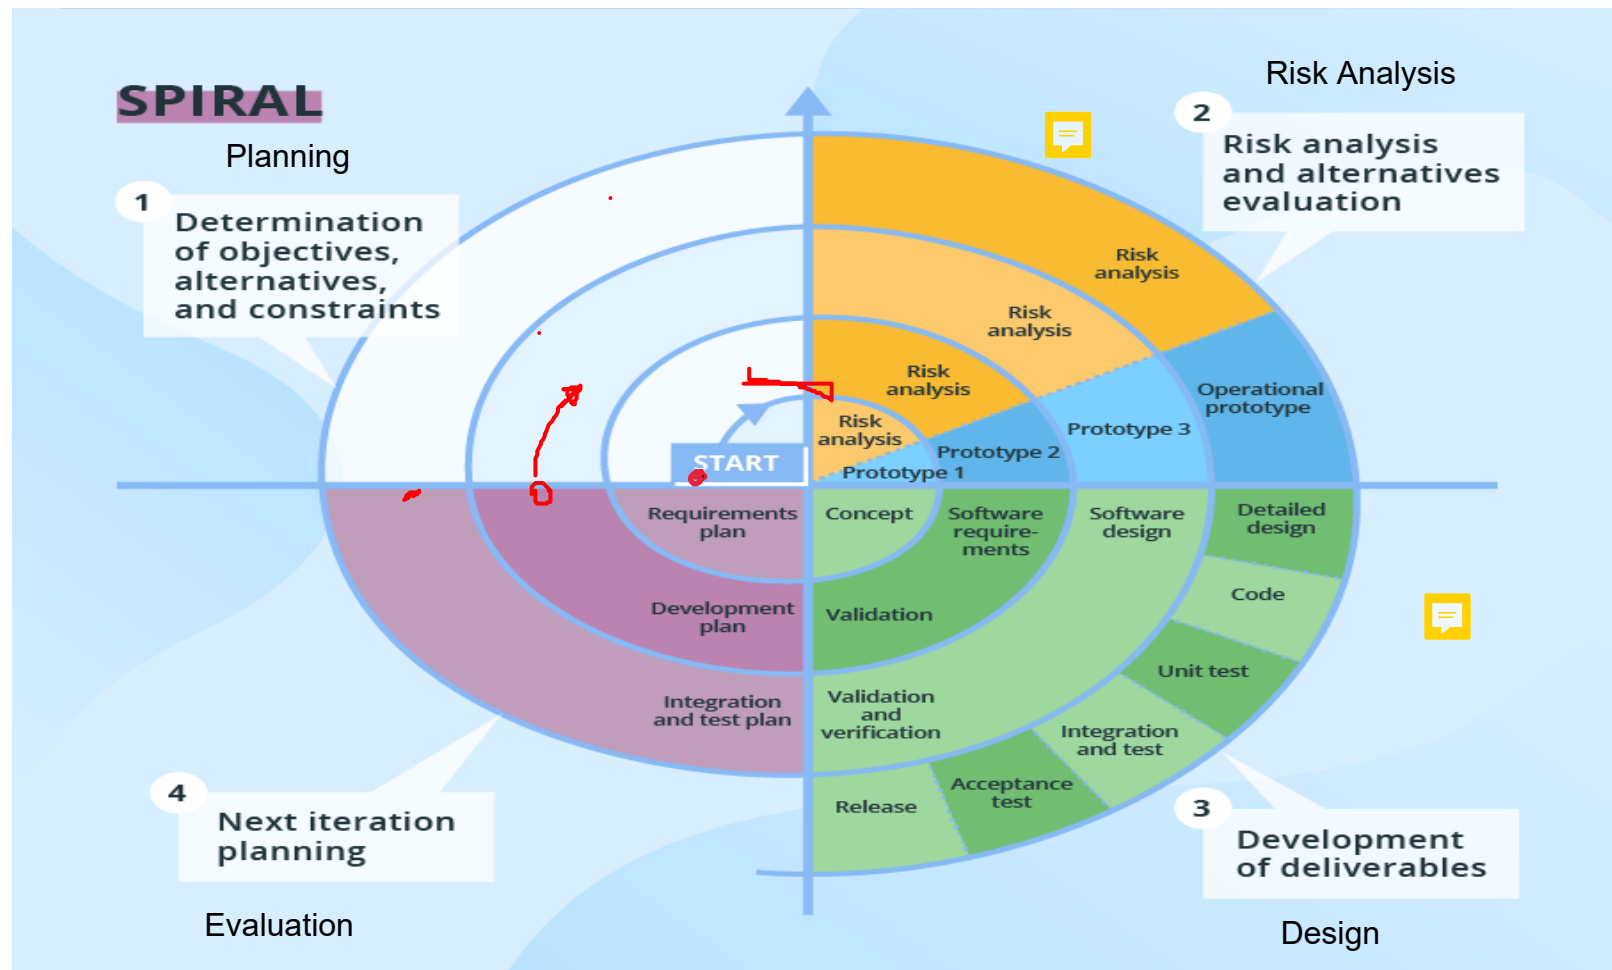 SPIRAL
Planning
1
Determination
of objectives,
alternatives,
and constraints
Risk Analysis
2
Risk analysis
and alternatives
evaluation
Risk
analysis
Risk
analysis
Risk
analysis
Risk
analysis
Operational
prototype
Prototype 3
Prototype 2
Prototype 1
START
Requirements
plan
Concept
Software
require-
ments
Software
design
Detailed
design
Code
Development
plan
Validation
Unit test
Integration
and test plan
Validation
and
verification
Integration
and test
Acceptance
test
Release
4
Next iteration
planning
Evaluation
3
Development
of deliverables
Design